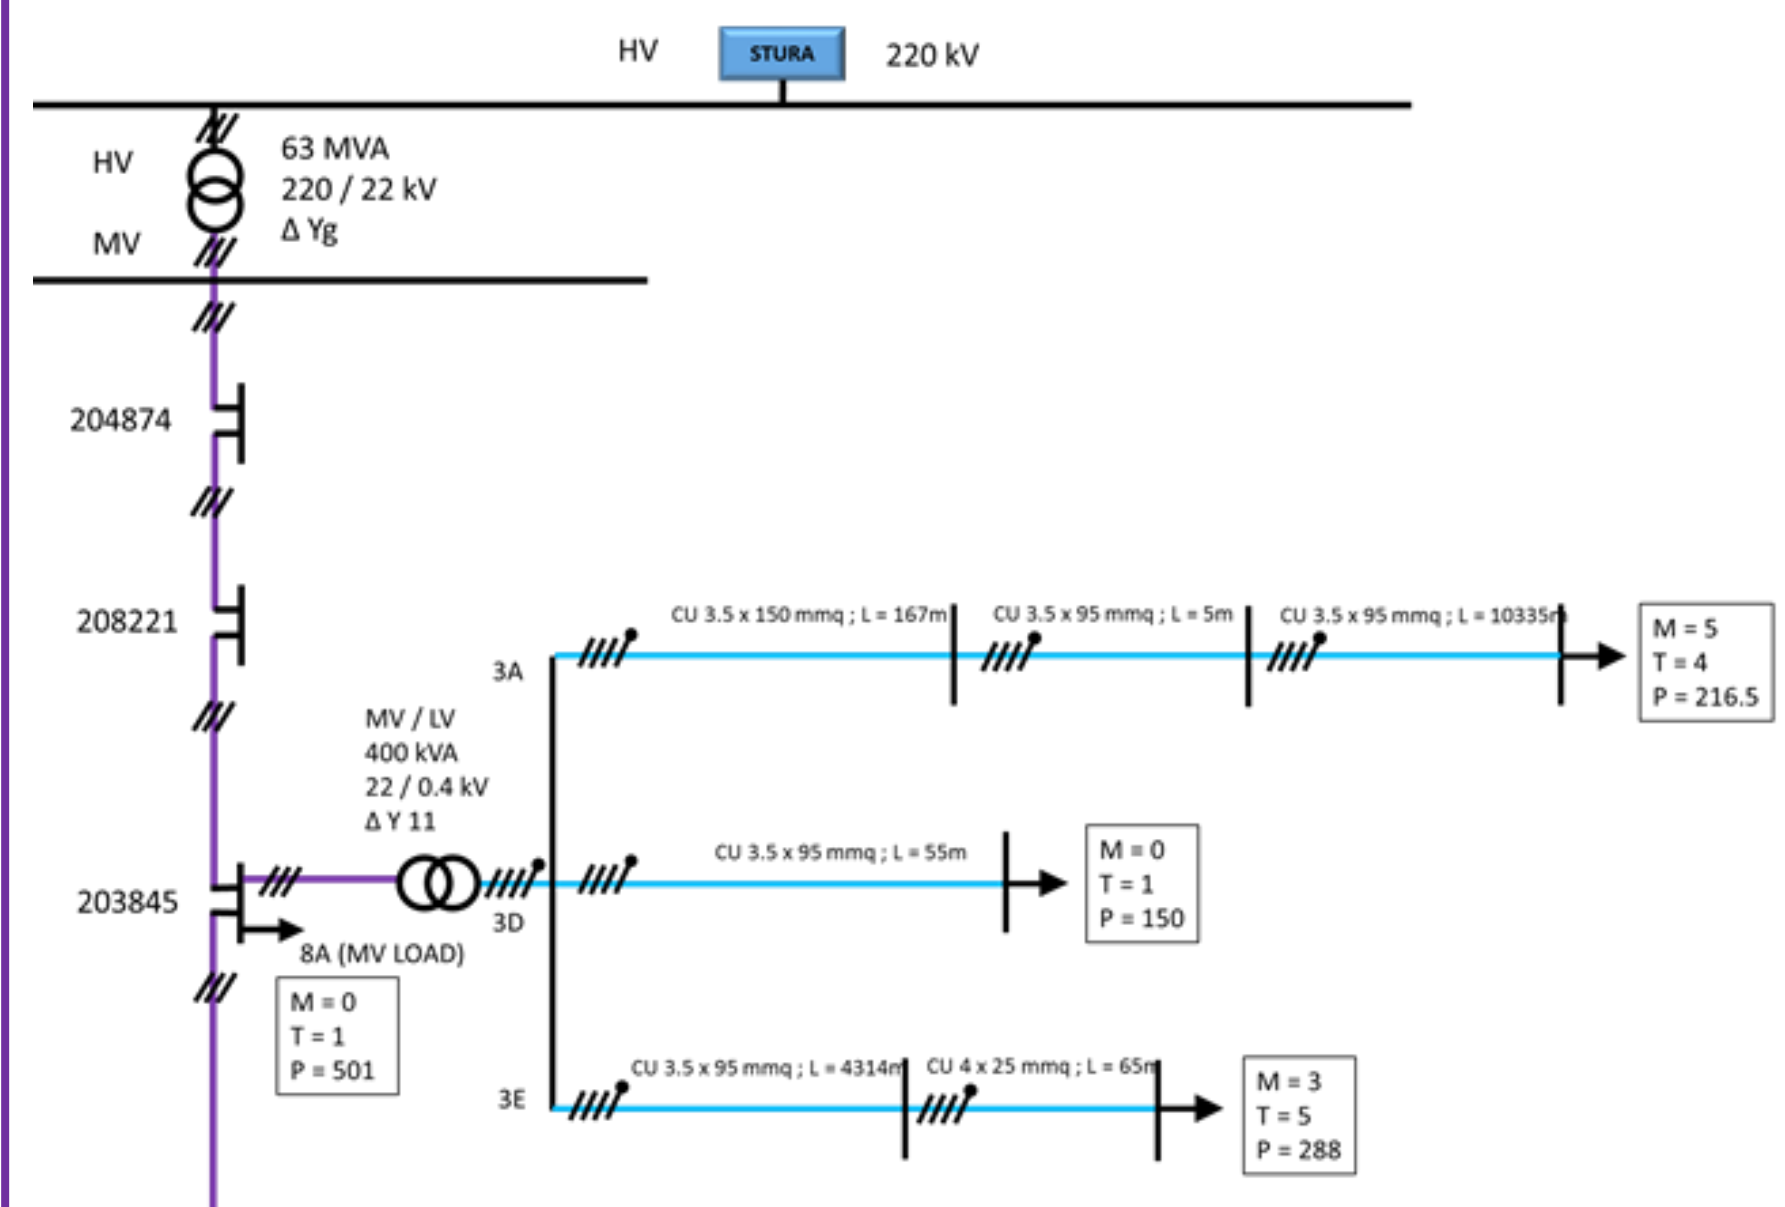 HV
STURA
220 kV
HV
63 MVA
220 / 22 kV
Δ Yg
MV
204874
208221
CU 3.5 x 150 mmq ; L = 167m
CU 3.5 x 95 mmq ; L = 5m
CU 3.5 x 95 mmq ; L = 10335m
M = 5
T = 4
P = 216.5
3A
MV / LV
400 kVA
22 / 0.4 kV
Δ Y 11
CU 3.5 x 95 mmq ; L = 55m
M = 0
T = 1
P = 150
203845
3D
8A (MV LOAD)
M = 0
T = 1
P = 501
CU 3.5 x 95 mmq ; L = 4314m
CU 4 x 25 mmq ; L = 65m
3E
M = 3
T = 5
P = 288